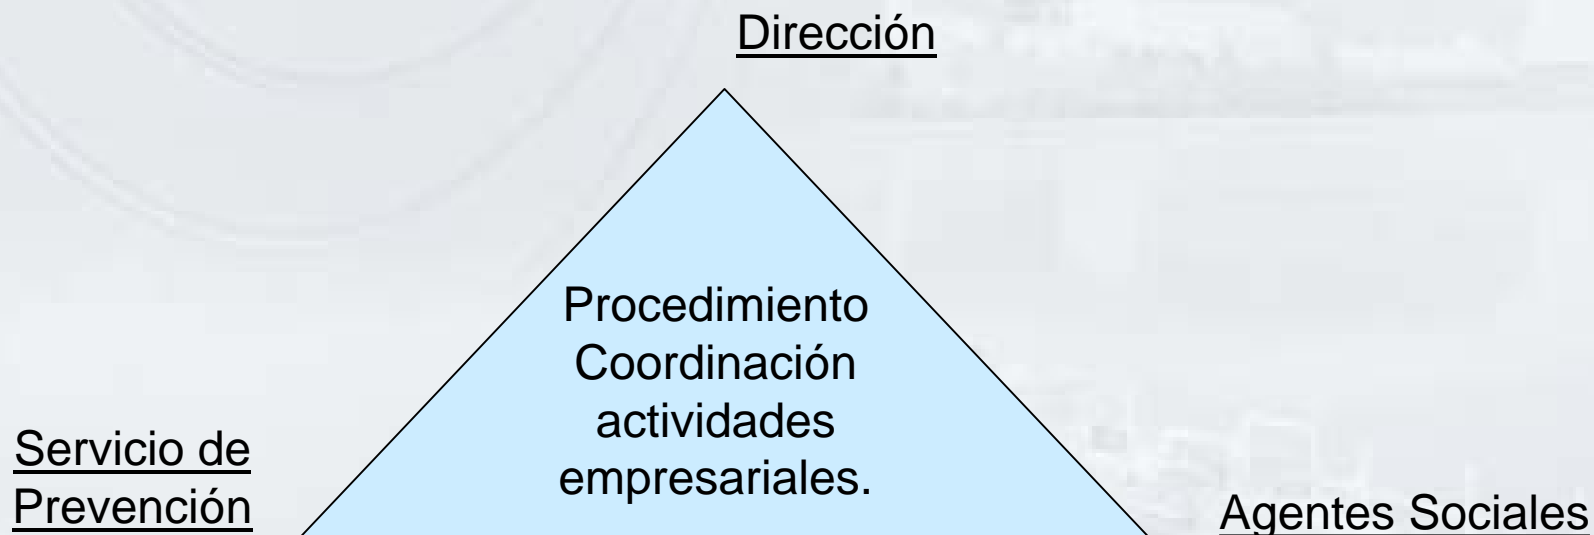 Dirección
Procedimiento
Coordinación
actividades
empresariales.
Servicio de
Prevención
Agentes Sociales